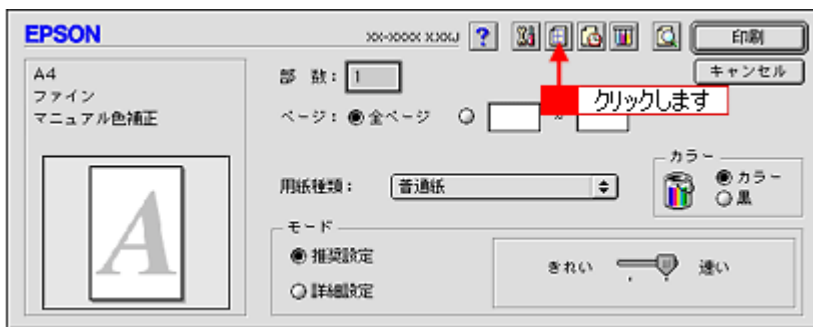 EPSON
XX-XXXX X.XXJ
?
印刷
キャンセル
クリックします
A4
ファイン
マニュアル色補正
A
部 数： 1
ページ： 全ページ ~
用紙種類： 普通紙
カラー
カラー
黒
モード
推奨設定
詳細設定
きれい 速い